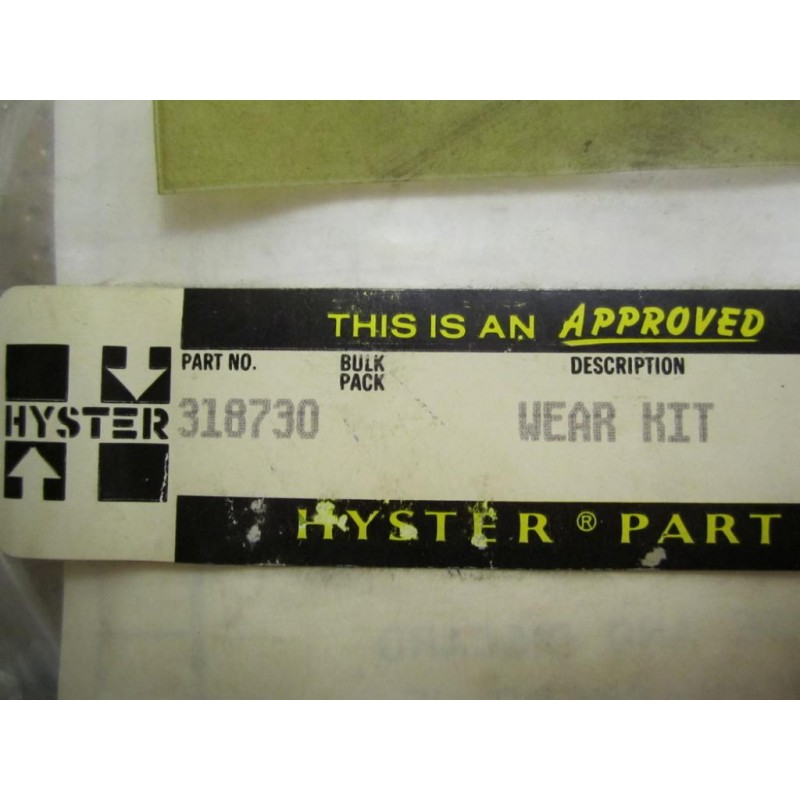 THIS IS AN APPROVED
PART NO. BULK PACK DESCRIPTION
HYSTER 318730 WEAR KIT
HYSTER ® PART